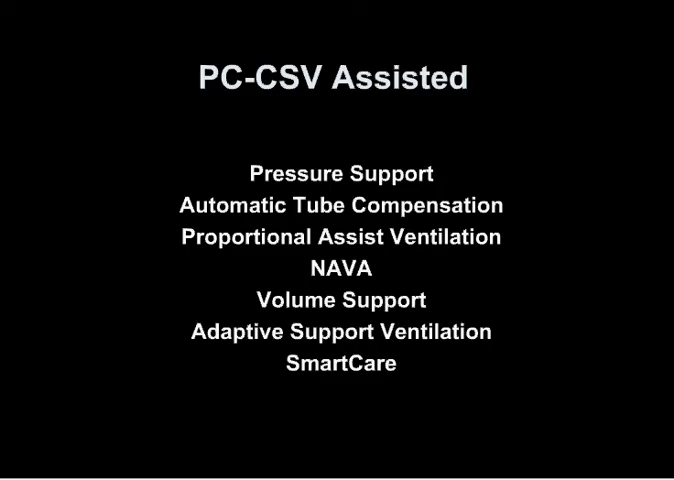 PC-CSV Assisted
Pressure Support
Automatic Tube Compensation
Proportional Assist Ventilation
NAVA
Volume Support
Adaptive Support Ventilation
SmartCare